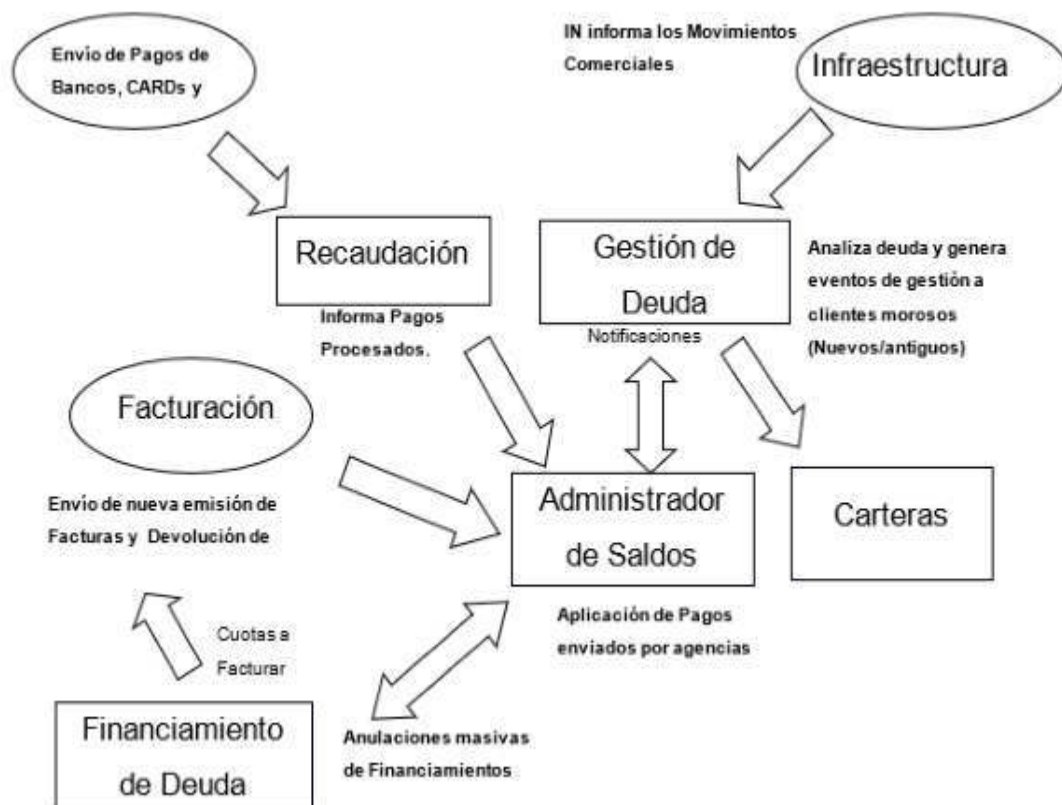 Envío de Pagos de
Bancos, CARDs y
IN informa los Movimientos
Comerciales
Infraestructura
Recaudación
Informa Pagos
Procesados.
Gestión de
Deuda
Notificaciones
Analiza deuda y genera
eventos de gestión a
clientes morosos
(Nuevos/antiguos)
Facturación
Envío de nueva emisión de
Facturas y Devolución de
Administrador
de Saldos
Aplicación de Pagos
enviados por agencias
Carteras
Cuotas a
Facturar
Financiamiento
de Deuda
Anulaciones masivas
de Financiamientos